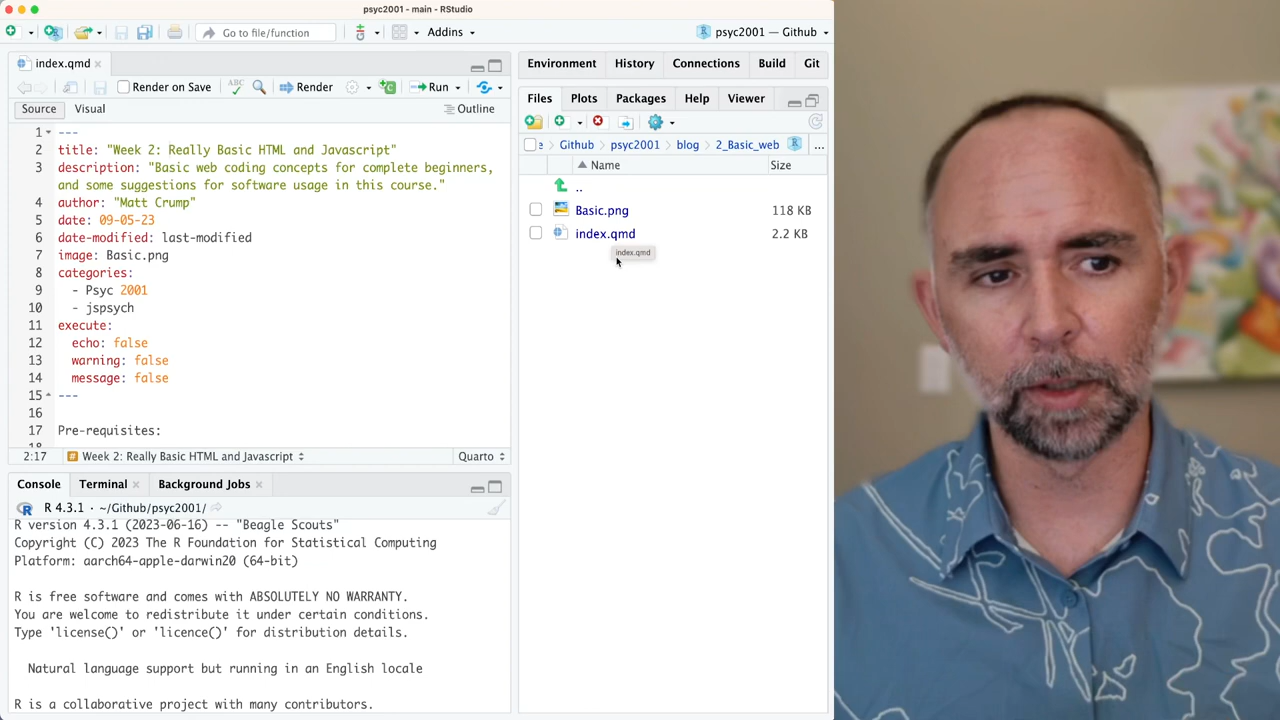 psyc2001 - main - RStudio
Go to file/function
Addins
psyc2001 — Github
index.qmd
Render on Save
ABC
Render
Run
Source
Visual
Outline
1 ---
2 title: "Week 2: Really Basic HTML and Javascript"
3 description: "Basic web coding concepts for complete beginners,
and some suggestions for software usage in this course."
4 author: "Matt Crump"
5 date: 09-05-23
6 date-modified: last-modified
7 image: Basic.png
8 categories:
9 - Psyc 2001
10 - jspsych
11 execute:
12 echo: false
13 warning: false
14 message: false
15 ---
16
17 Pre-requisites:
18
2:17
# Week 2: Really Basic HTML and Javascript
Quarto
Console
Terminal
Background Jobs
R 4.3.1 · ~/Github/psyc2001/
R version 4.3.1 (2023-06-16) -- "Beagle Scouts"
Copyright (C) 2023 The R Foundation for Statistical Computing
Platform: aarch64-apple-darwin20 (64-bit)
R is free software and comes with ABSOLUTELY NO WARRANTY.
You are welcome to redistribute it under certain conditions.
Type 'license()' or 'licence()' for distribution details.
Natural language support but running in an English locale
R is a collaborative project with many contributors.
Environment
History
Connections
Build
Git
Files
Plots
Packages
Help
Viewer
e
Github
psyc2001
blog
2_Basic_web
R
...
Name
Size
..
Basic.png
118 KB
index.qmd
2.2 KB
index.qmd